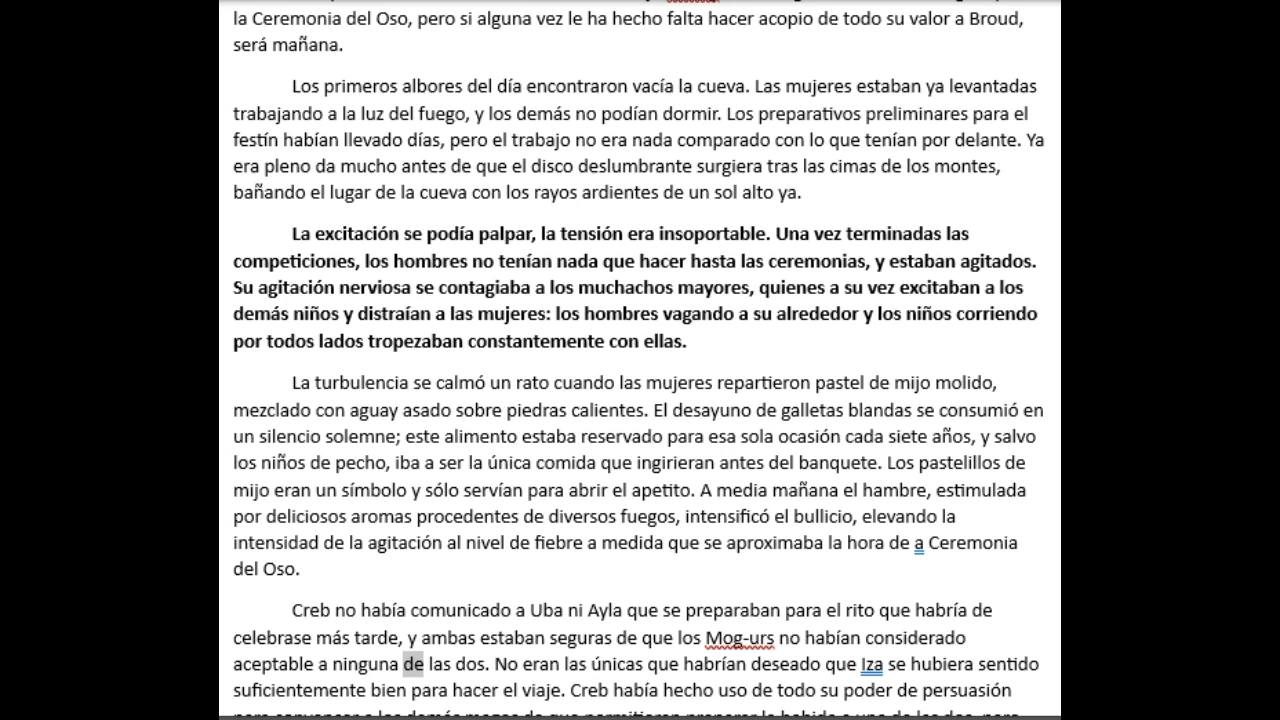 la Ceremonia del Oso, pero si alguna vez le ha hecho falta hacer acopio de todo su valor a Broud,
será mañana.
Los primeros albores del día encontraron vacía la cueva. Las mujeres estaban ya levantadas
trabajando a la luz del fuego, y los demás no podían dormir. Los preparativos preliminares para el
festín habían llevado días, pero el trabajo no era nada comparado con lo que tenían por delante. Ya
era pleno da mucho antes de que el disco deslumbrante surgiera tras las cimas de los montes,
bañando el lugar de la cueva con los rayos ardientes de un sol alto ya.
La excitación se podía palpar, la tensión era insoportable. Una vez terminadas las
competiciones, los hombres no tenían nada que hacer hasta las ceremonias, y estaban agitados.
Su agitación nerviosa se contagiaba a los muchachos mayores, quienes a su vez excitaban a los
demás niños y distraían a las mujeres: los hombres vagando a su alrededor y los niños corriendo
por todos lados tropezaban constantemente con ellas.
La turbulencia se calmó un rato cuando las mujeres repartieron pastel de mijo molido,
mezclado con aguay asado sobre piedras calientes. El desayuno de galletas blandas se consumió en
un silencio solemne; este alimento estaba reservado para esa sola ocasión cada siete años, y salvo
los niños de pecho, iba a ser la única comida que ingirieran antes del banquete. Los pastelillos de
mijo eran un símbolo y sólo servían para abrir el apetito. A media mañana el hambre, estimulada
por deliciosos aromas procedentes de diversos fuegos, intensificó el bullicio, elevando la
intensidad de la agitación al nivel de fiebre a medida que se aproximaba la hora de a Ceremonia
del Oso.
Creb no había comunicado a Uba ni Ayla que se preparaban para el rito que habría de
celebrase más tarde, y ambas estaban seguras de que los Mog-urs no habían considerado
aceptable a ninguna de las dos. No eran las únicas que habrían deseado que Iza se hubiera sentido
suficientemente bien para hacer el viaje. Creb había hecho uso de todo su poder de persuasión